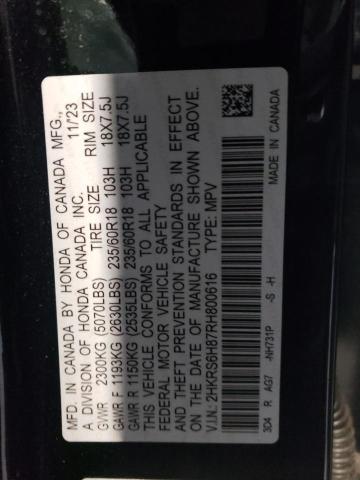 MFD. IN CANADA BY HONDA OF CANADA MFG.,
A DIVISION OF HONDA CANADA INC. 11/23
GVWR 2300KG (5070LBS) TIRE SIZE RIM SIZE
GAWR F 1193KG (2630LBS) 235/60R18 103H 18X7.5J
GAWR R 1150KG (2535LBS) 235/60R18 103H 18X7.5J
THIS VEHICLE CONFORMS TO ALL APPLICABLE
FEDERAL MOTOR VEHICLE SAFETY
AND THEFT PREVENTION STANDARDS IN EFFECT
ON THE DATE OF MANUFACTURE SHOWN ABOVE.
V.I.N: 2HKRS6H87RH800616 TYPE: MPV
3D4 R AG7 -NH731P -S -H MADE IN CANADA